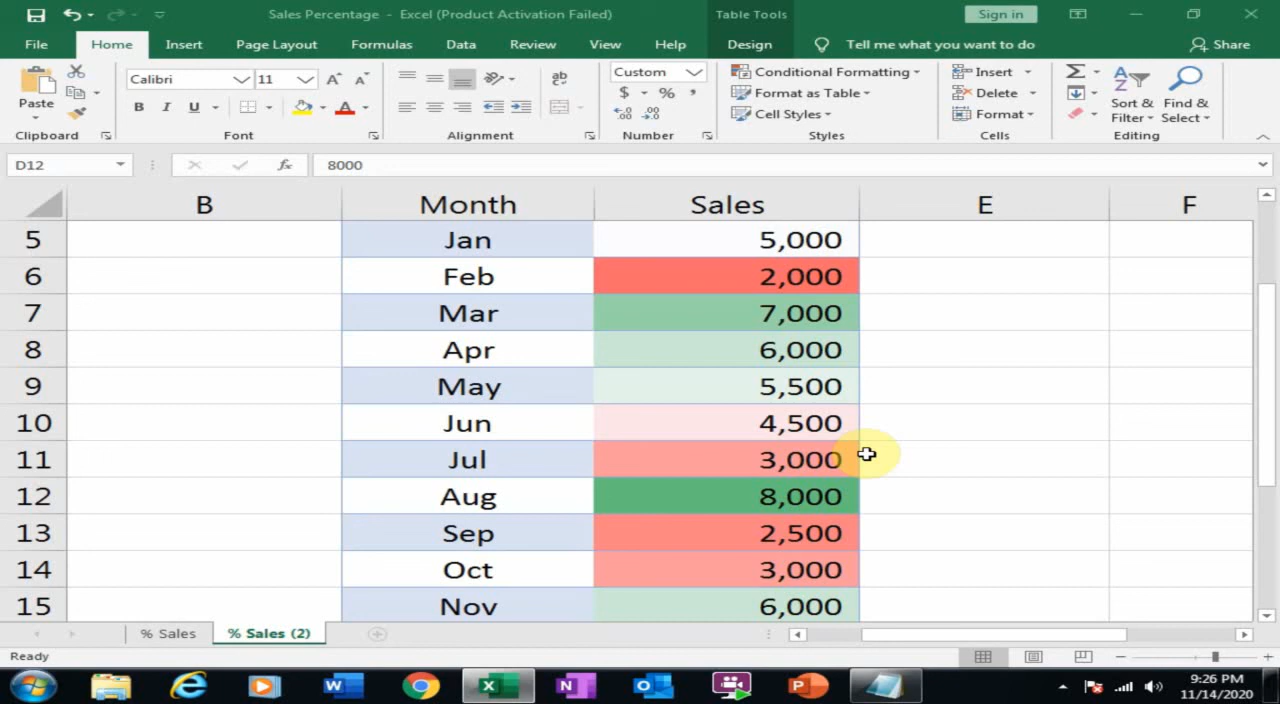 Sales Percentage - Excel (Product Activation Failed)
Table Tools
Sign in
File Home Insert Page Layout Formulas Data Review View Help Design Tell me what you want to do Share
Paste
Calibri 11
B I U
A
ab
Custom
$ % ,
Conditional Formatting
Format as Table
Cell Styles
Insert
Delete
Format
Sort & Filter
Find & Select
Clipboard Font Alignment Number Styles Cells Editing
D12 fx 8000
B Month Sales E F
5 Jan 5,000
6 Feb 2,000
7 Mar 7,000
8 Apr 6,000
9 May 5,500
10 Jun 4,500
11 Jul 3,000
12 Aug 8,000
13 Sep 2,500
14 Oct 3,000
15 Nov 6,000
% Sales % Sales (2)
Ready
9:26 PM
11/14/2020